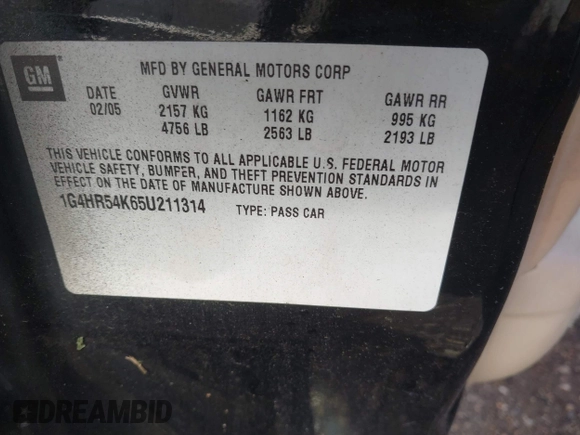 GM
MFD BY GENERAL MOTORS CORP
DATE GVWR GAWR FRT GAWR RR
02/05 2157 KG 1162 KG 995 KG
4756 LB 2563 LB 2193 LB
THIS VEHICLE CONFORMS TO ALL APPLICABLE U.S. FEDERAL MOTOR
VEHICLE SAFETY, BUMPER, AND THEFT PREVENTION STANDARDS IN
EFFECT ON THE DATE OF MANUFACTURE SHOWN ABOVE.
1G4HR54K65U211314 TYPE: PASS CAR
DREAMBID